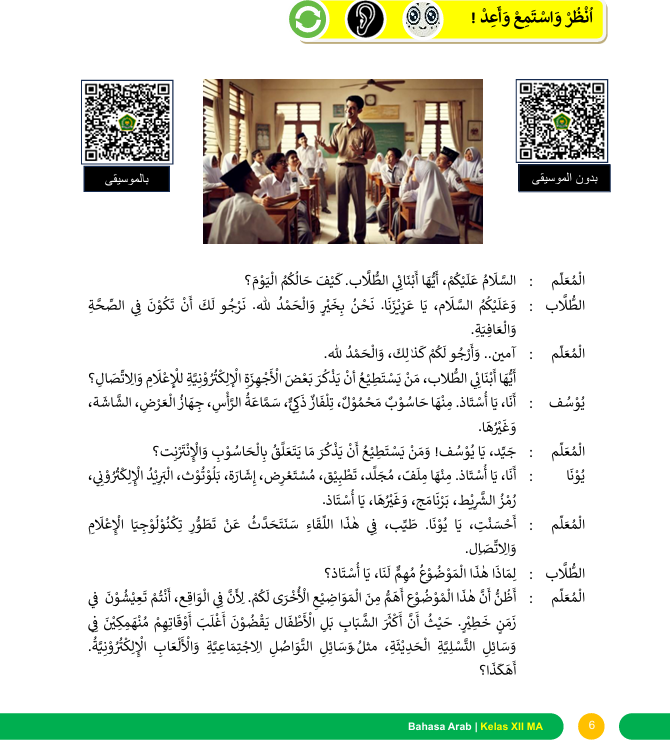 اُنْظُرْ وَاسْتَمِعْ وَأَعِدْ !
بالموسيقى
بدون الموسيقى
الْمُعَلّم : السَّلَامُ عَلَيْكُمْ، أَيُّهَا أَبْنَائِي الطُّلَّاب. كَيْفَ حَالُكُمُ الْيَوْمَ؟
الطُّلَّاب : وَعَلَيْكُمُ السَّلَام، يَا عَزِيْزَنَا. نَحْنُ بِخَيْرٍ وَالْحَمْدُ لله. نَرْجُو لَكَ أَنْ تَكُوْنَ فِي الصِّحَّةِ
وَالْعَافِيَةِ.
الْمُعَلّم : آمين.. وَأَرْجُو لَكُمْ كَذٰلِكَ، وَالْحَمْدُ لله.
أَيُّهَا أَبْنَائِي الطُّلاب، مَنْ يَسْتَطِيْعُ أنْ يَذْكُرَ بَعْضَ الْأَجْهِزَةِ الْإِلِكْتُرُوْنِيَّةِ لِلْإِعْلَامِ وَالِاتِّصَالِ؟
يُوْسُف : أَنَا، يَا أُسْتَاذ. مِنْهَا حَاسُوْبٌ مَحْمُوْلٌ، تِلْفَازٌ ذَكِيٌّ، سَمَّاعَةُ الرَّأْسِ، جِهَازُ الْعَرْضِ، الشَّاشَة،
وَغَيْرُهَا.
الْمُعَلّم : جَيِّد، يَا يُوْسُف! وَمَنْ يَسْتَطِيْعُ أَنْ يَذْكُرَ مَا يَتَعَلَّقُ بِالْحَاسُوْبِ وَالْإِنْتَرْنِت؟
يُوْنَا : أَنَا، يَا أُسْتَاذ. مِنْهَا مِلَفّ، مُجَلَّد، تَطْبِيْق، مُسْتَعْرِض، إِشَارَة، بَلُوْتُوْث، الْبَرِيْدُ الْإِلِكْتُرُوْنِي،
رُمْزُ الشَّرِيْط، بَرْنَامَج، وَغَيْرُهَا، يَا أُسْتَاذ.
الْمُعَلّم : أَحْسَنْتِ، يَا يُوْنَا. طَيِّب، فِي هٰذَا اللِّقَاءِ سَنَتَحَدَّثُ عَنْ تَطَوُّرِ تِكْنُوْلُوْجِيَا الْإِعْلَامِ
وَالِاتِّصَالِ.
الطُّلَّاب : لِمَاذَا هٰذَا الْمَوْضُوْعُ مُهِمٌّ لَنَا، يَا أُسْتَاذ؟
الْمُعَلّم : أَظُنُّ أَنَّ هٰذَا الْمَوْضُوْع أَهَمُّ مِنَ الْمَوَاضِيْعِ الْأُخْرَى لَكُمْ. لِأَنَّ فِي الْوَاقِع، أَنْتُمْ تَعِيْشُوْنَ فِي
زَمَنٍ خَطِيْرٍ. حَيْثُ أَنَّ أَكْثَرَ الشَّبَابِ بَلِ الْأَطْفَال يَقْضُوْنَ أَغْلَبَ أَوْقَاتِهِمْ مُنْهَمِكِيْنَ فِي
وَسَائِلِ التَّسْلِيَّةِ الْحَدِيْثَةِ، مثلُ وَسَائِلِ التَّوَاصُلِ الِاجْتِمَاعِيَّةِ وَالْأَلْعَابِ الْإِلِكْتُرُوْنِيَّةُ.
أَهَكَذَا؟
Bahasa Arab | Kelas XII MA 6